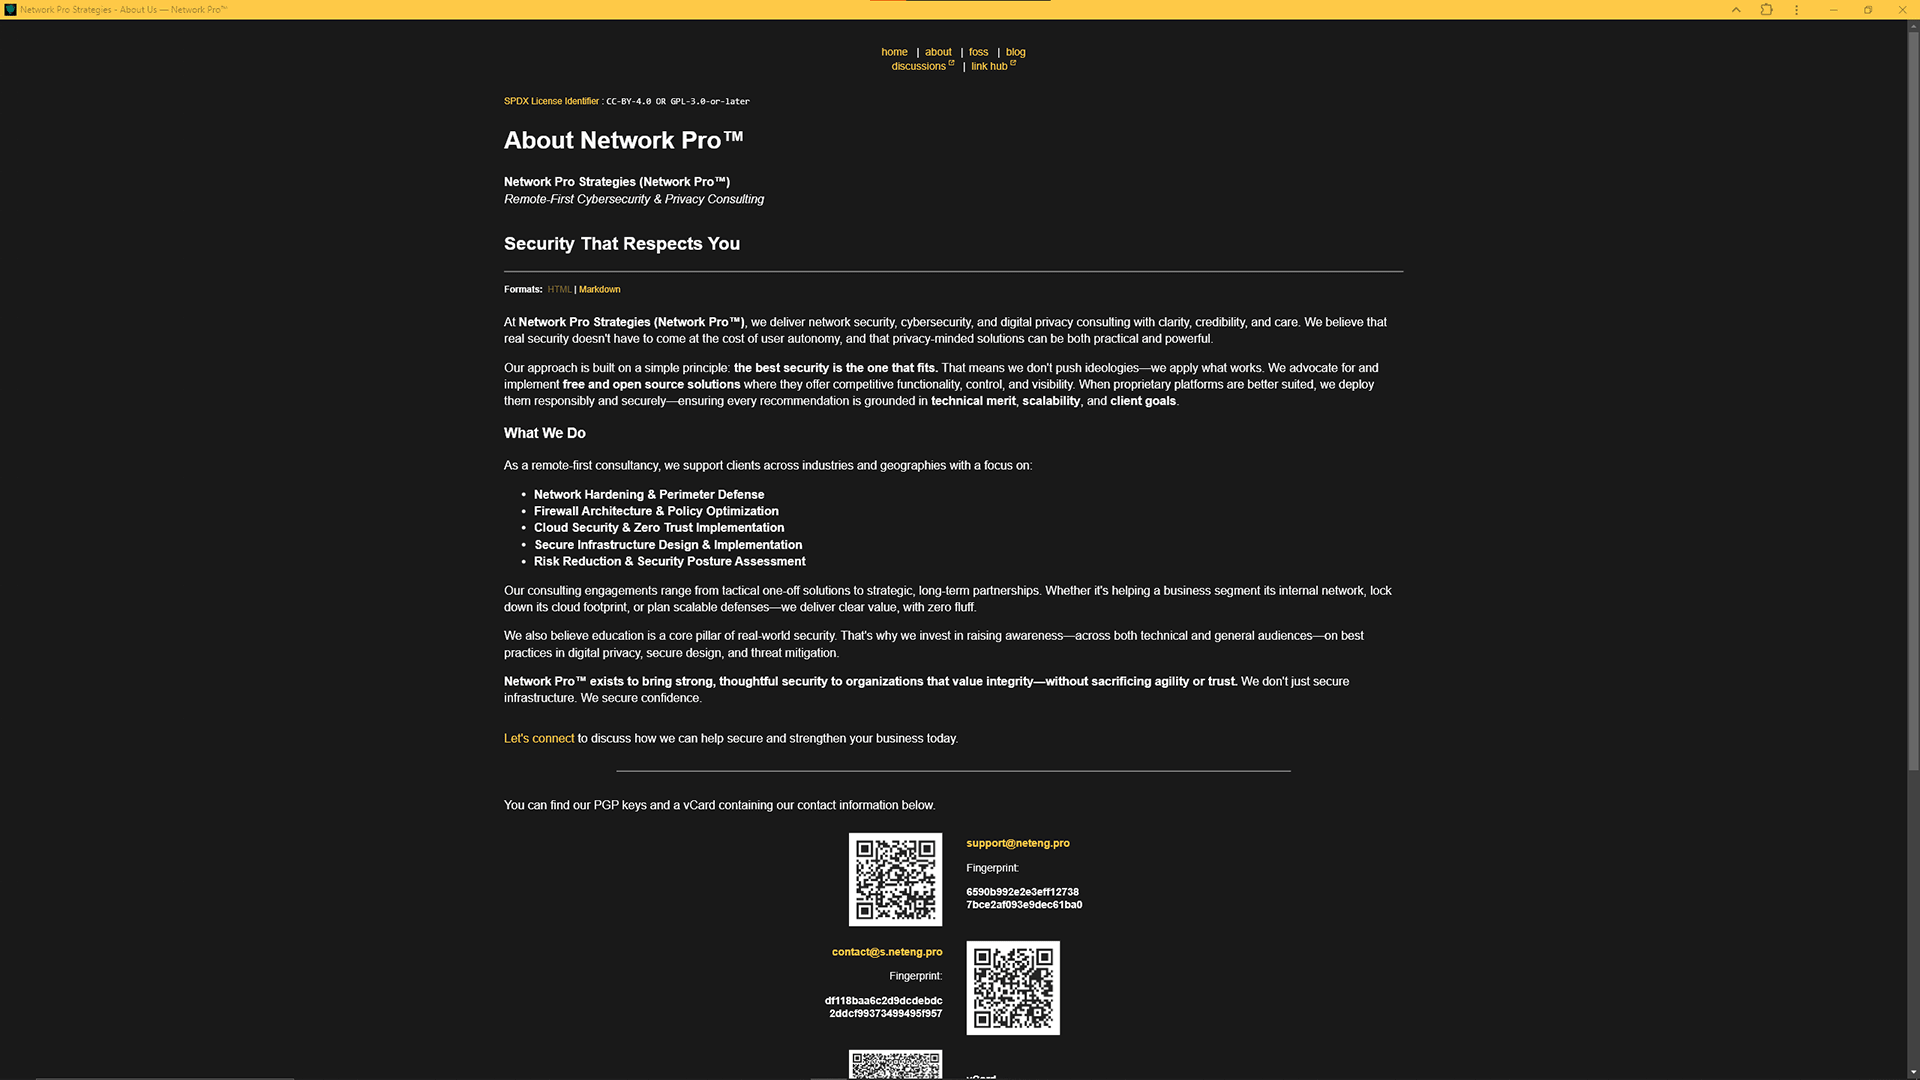 Network Pro Strategies - About Us — Network Pro™
home | about | foss | blog
discussions | link hub
SPDX License Identifier : CC-BY-4.0 OR GPL-3.0-or-later
About Network Pro™
Network Pro Strategies (Network Pro™)
Remote-First Cybersecurity & Privacy Consulting
Security That Respects You
Formats: HTML | Markdown
At Network Pro Strategies (Network Pro™), we deliver network security, cybersecurity, and digital privacy consulting with clarity, credibility, and care. We believe that
real security doesn't have to come at the cost of user autonomy, and that privacy-minded solutions can be both practical and powerful.
Our approach is built on a simple principle: the best security is the one that fits. That means we don't push ideologies—we apply what works. We advocate for and
implement free and open source solutions where they offer competitive functionality, control, and visibility. When proprietary platforms are better suited, we deploy
them responsibly and securely—ensuring every recommendation is grounded in technical merit, scalability, and client goals.
What We Do
As a remote-first consultancy, we support clients across industries and geographies with a focus on:
• Network Hardening & Perimeter Defense
• Firewall Architecture & Policy Optimization
• Cloud Security & Zero Trust Implementation
• Secure Infrastructure Design & Implementation
• Risk Reduction & Security Posture Assessment
Our consulting engagements range from tactical one-off solutions to strategic, long-term partnerships. Whether it's helping a business segment its internal network, lock
down its cloud footprint, or plan scalable defenses—we deliver clear value, with zero fluff.
We also believe education is a core pillar of real-world security. That's why we invest in raising awareness—across both technical and general audiences—on best
practices in digital privacy, secure design, and threat mitigation.
Network Pro™ exists to bring strong, thoughtful security to organizations that value integrity—without sacrificing agility or trust. We don't just secure
infrastructure. We secure confidence.
Let's connect to discuss how we can help secure and strengthen your business today.
You can find our PGP keys and a vCard containing our contact information below.
support@neteng.pro
Fingerprint:
6590b992e2e3eff12738
7bce2af093e9dec61ba0
contact@s.neteng.pro
Fingerprint:
df118baa6c2d9dcdebdc
2ddcf99373499495f957
vCard